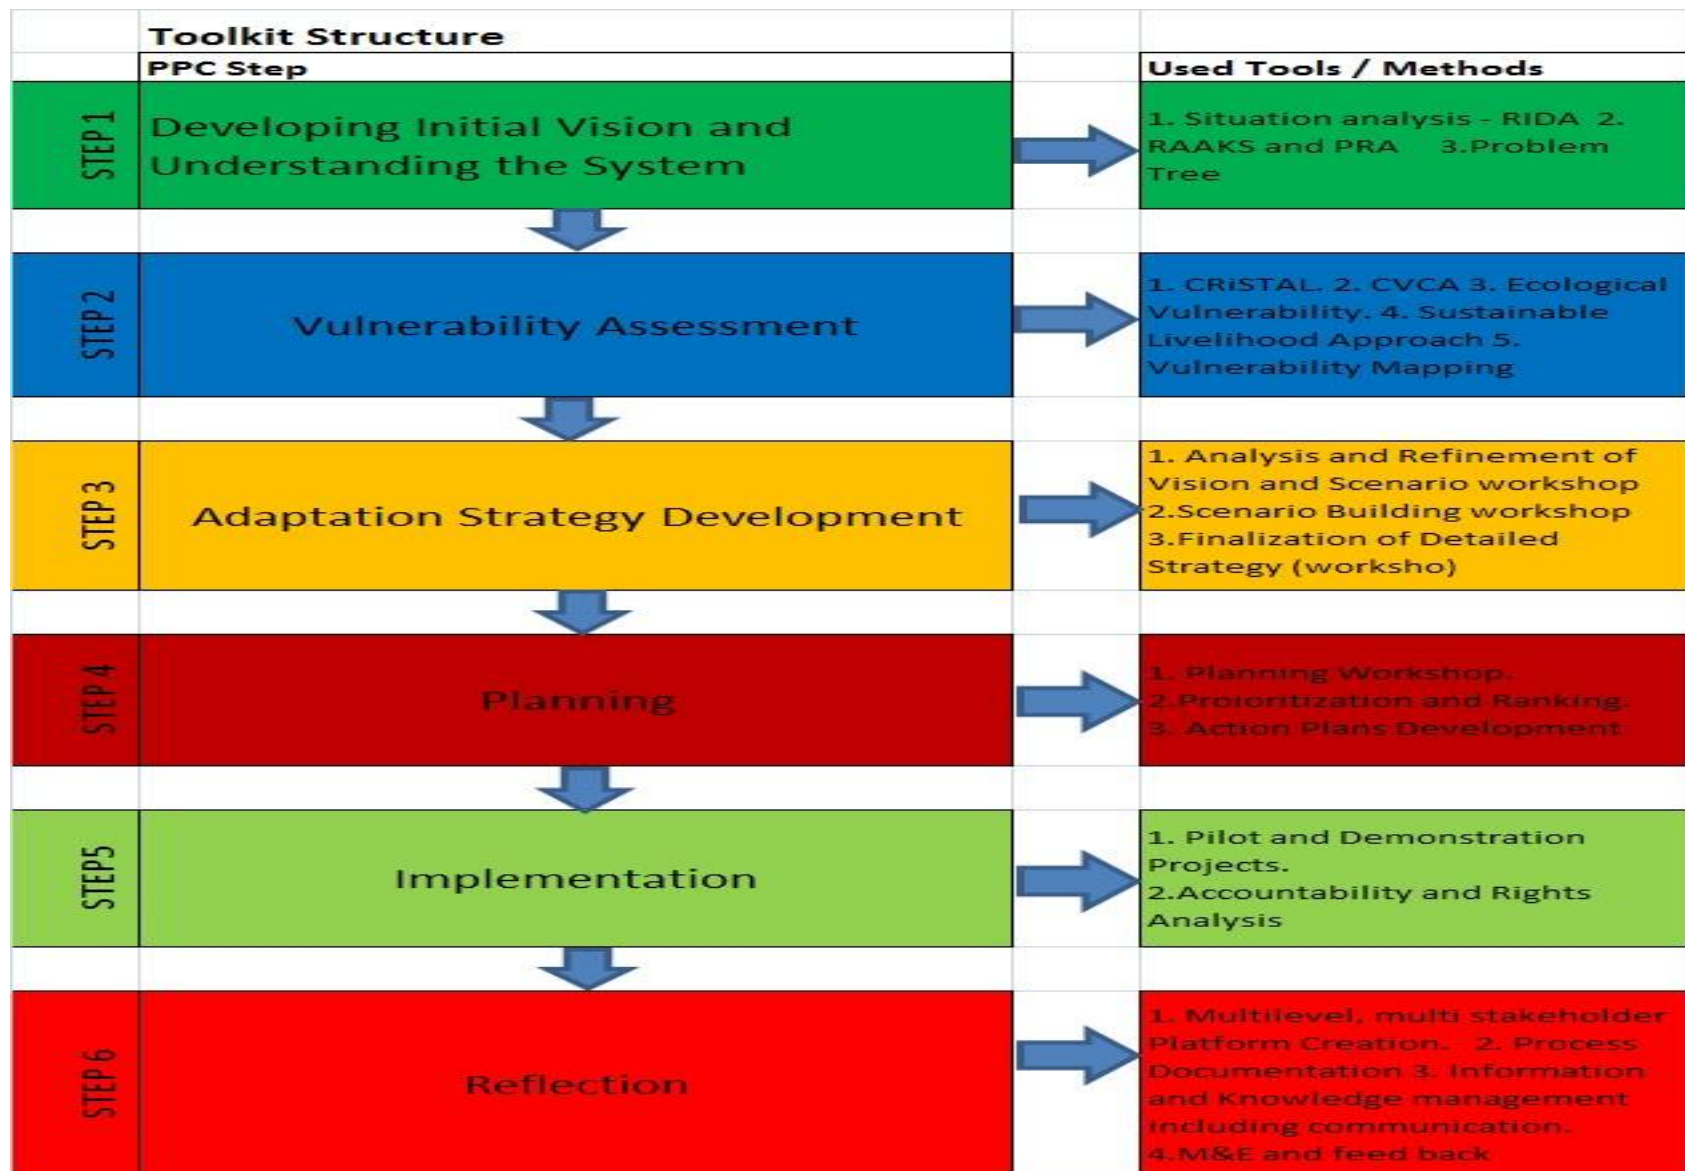 Toolkit Structure
PPC Step
Used Tools / Methods
STEP 1
Developing Initial Vision and
Understanding the System
1. Situation analysis - RIDA 2.
RAAKS and PRA 3.Problem
Tree
STEP 2
Vulnerability Assessment
1. CRiSTAL. 2. CVCA 3. Ecological
Vulnerability. 4. Sustainable
Livelihood Approach 5.
Vulnerability Mapping
STEP 3
Adaptation Strategy Development
1. Analysis and Refinement of
Vision and Scenario workshop
2.Scenario Building workshop
3.Finalization of Detailed
Strategy (worksho)
STEP 4
Planning
1. Planning Workshop.
2.Proioritization and Ranking.
3. Action Plans Development
STEP5
Implementation
1. Pilot and Demonstration
Projects.
2.Accountability and Rights
Analysis
STEP 6
Reflection
1. Multilevel, multi stakeholder
Platform Creation. 2. Process
Documentation 3. Information
and Knowledge management
including communication.
4.M&E and feed back